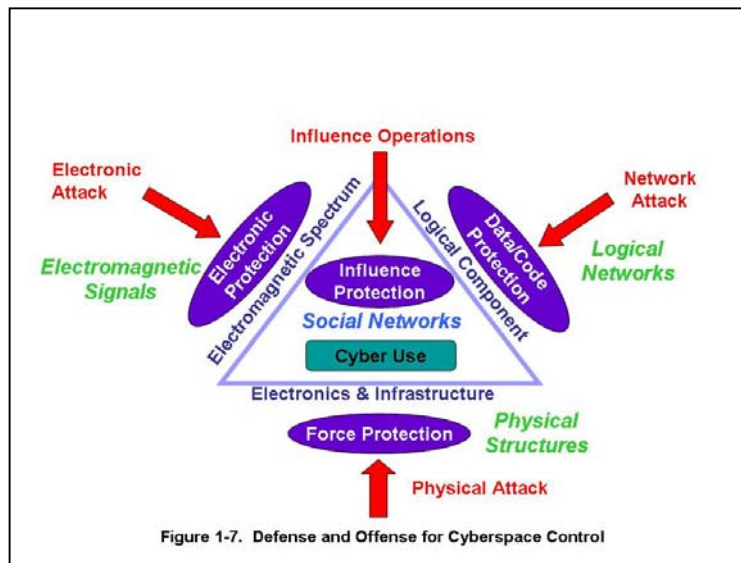 Influence Operations
Electronic
Attack
Network
Attack
Electronic
Protection
Electromagnetic Spectrum
Logical Component
Data/Code
Protection
Electromagnetic
Signals
Influence
Protection
Logical
Networks
Social Networks
Cyber Use
Electronics & Infrastructure
Force Protection
Physical
Structures
Physical Attack
Figure 1-7. Defense and Offense for Cyberspace Control